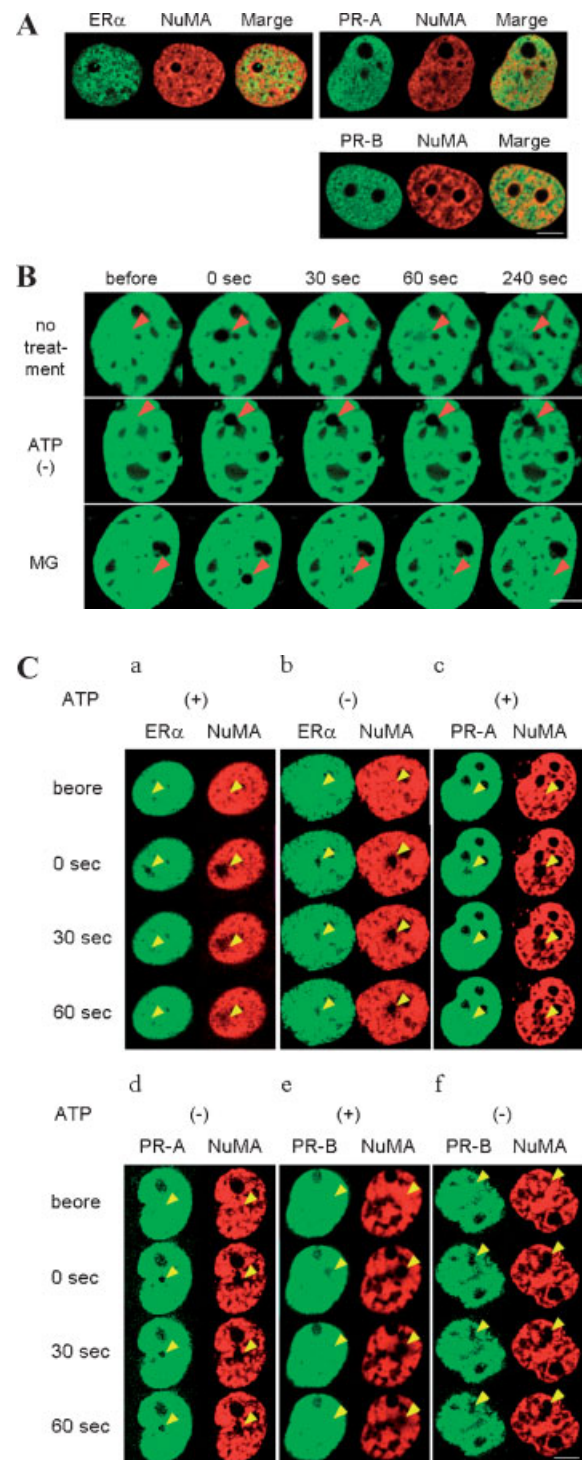 A
ERα NuMA Marge PR-A NuMA Marge
PR-B NuMA Marge
B
before 0 sec 30 sec 60 sec 240 sec
no
treat-
ment
ATP
(-)
MG
C
a b c
ATP (+) (-) (+)
ERα NuMA ERα NuMA PR-A NuMA
beore
0 sec
30 sec
60 sec
d e f
ATP (-) (+) (-)
PR-A NuMA PR-B NuMA PR-B NuMA
beore
0 sec
30 sec
60 sec